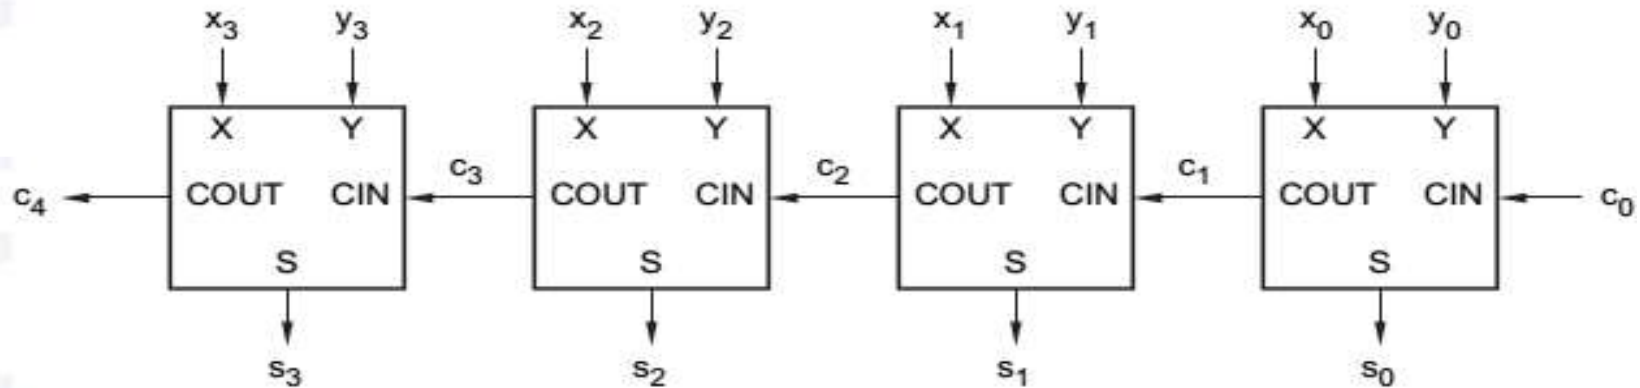 x₃ y₃ x₂ y₂ x₁ y₁ x₀ y₀
X Y X Y X Y X Y
c₄ COUT CIN c₃ COUT CIN c₂ COUT CIN c₁ COUT CIN c₀
S S S S
s₃ s₂ s₁ s₀